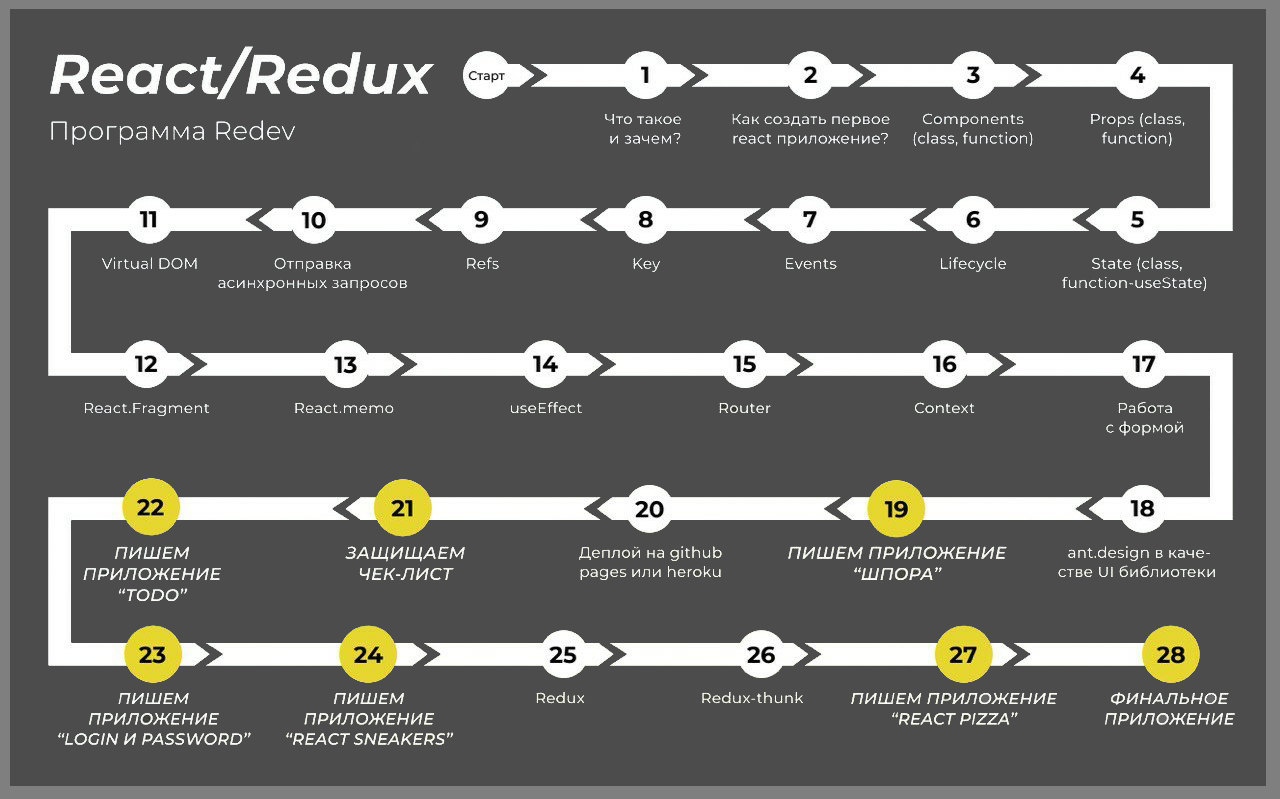 React/Redux
Программа Redev
Старт
1
Что такое
и зачем?
2
Как создать первое
react приложение?
3
Components
(class, function)
4
Props (class,
function)
5
State (class,
function-useState)
6
Lifecycle
7
Events
8
Key
9
Refs
10
Отправка
асинхронных запросов
11
Virtual DOM
12
React.Fragment
13
React.memo
14
useEffect
15
Router
16
Context
17
Работа
с формой
18
ant.design в каче-
стве UI библиотеки
19
ПИШЕМ ПРИЛОЖЕНИЕ
“ШПОРА”
20
Деплой на github
pages или heroku
21
ЗАЩИЩАЕМ
ЧЕК-ЛИСТ
22
ПИШЕМ
ПРИЛОЖЕНИЕ
“TODO”
23
ПИШЕМ
ПРИЛОЖЕНИЕ
“LOGIN И PASSWORD”
24
ПИШЕМ
ПРИЛОЖЕНИЕ
“REACT SNEAKERS”
25
Redux
26
Redux-thunk
27
ПИШЕМ ПРИЛОЖЕНИЕ
“REACT PIZZA”
28
ФИНАЛЬНОЕ
ПРИЛОЖЕНИЕ